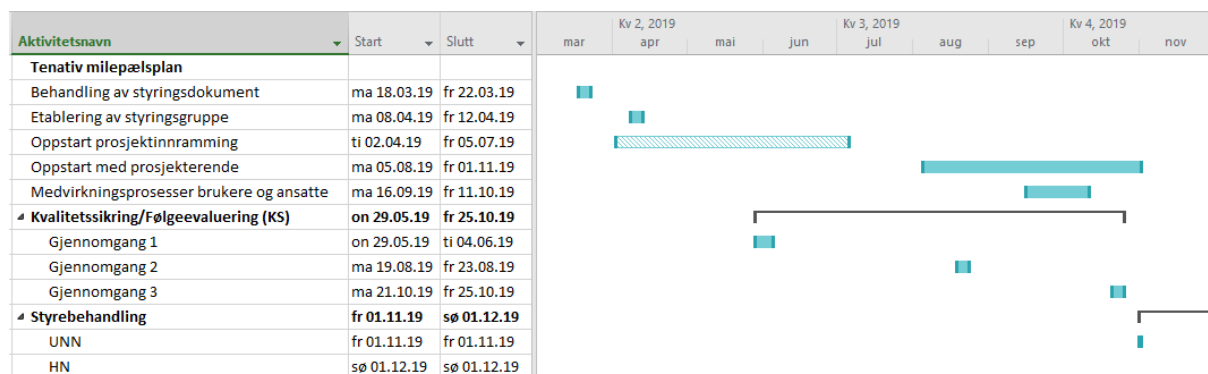 Kv 2, 2019 Kv 3, 2019 Kv 4, 2019
Aktivitetsnavn Start Slutt mar apr mai jun jul aug sep okt nov
Tenativ milepælsplan
Behandling av styringsdokument ma 18.03.19 fr 22.03.19
Etablering av styringsgruppe ma 08.04.19 fr 12.04.19
Oppstart prosjektinnramming ti 02.04.19 fr 05.07.19
Oppstart med prosjekterende ma 05.08.19 fr 01.11.19
Medvirkningsprosesser brukere og ansatte ma 16.09.19 fr 11.10.19
Kvalitetssikring/Følgeevaluering (KS) on 29.05.19 fr 25.10.19
Gjennomgang 1 on 29.05.19 ti 04.06.19
Gjennomgang 2 ma 19.08.19 fr 23.08.19
Gjennomgang 3 ma 21.10.19 fr 25.10.19
Styrebehandling fr 01.11.19 sø 01.12.19
UNN fr 01.11.19 fr 01.11.19
HN sø 01.12.19 sø 01.12.19